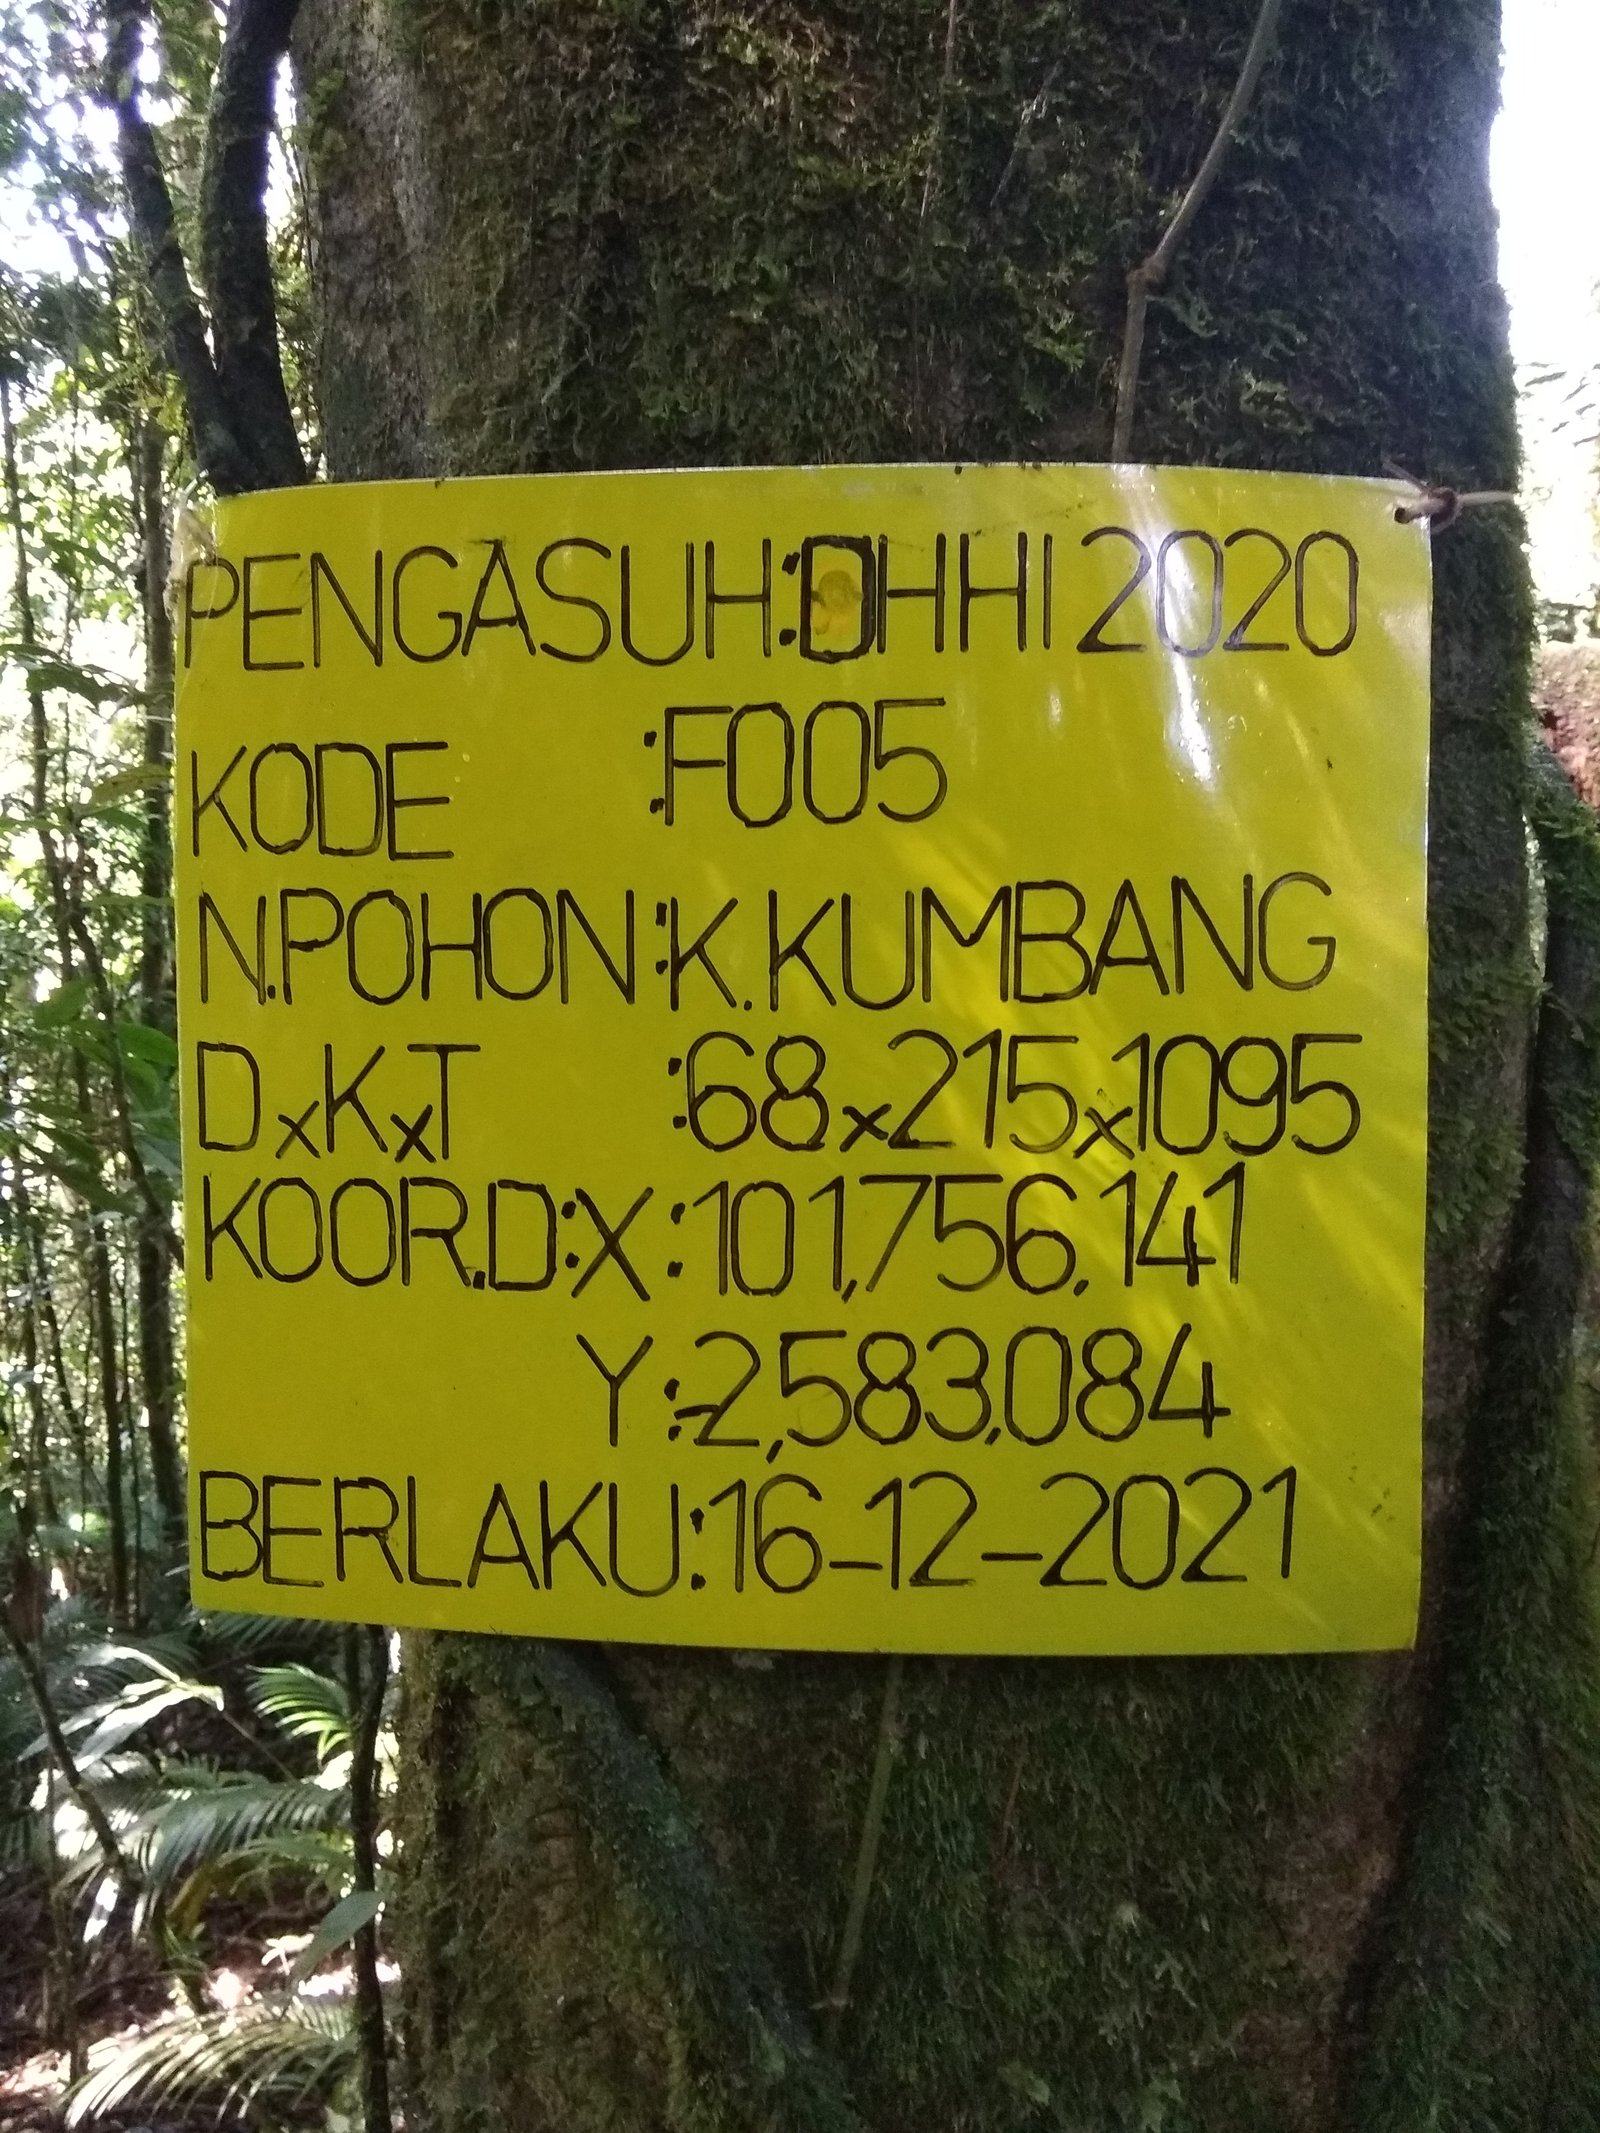 PENGASUH:OHHI 2020
KODE :F005
N.POHON:K.KUMBANG
DxKxT :68x215x1095
KOOR.D:X:101,756,141
Y:-2,583,084
BERLAKU:16-12-2021